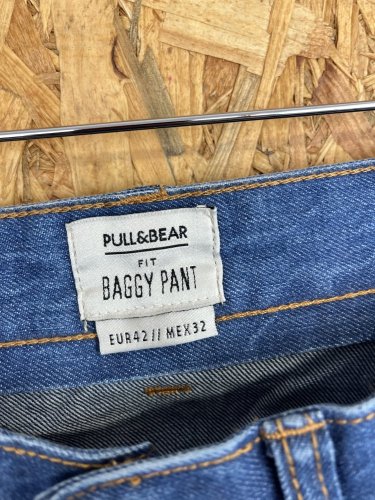 PULL&BEAR
FIT
BAGGY PANT
EUR42 // MEX32